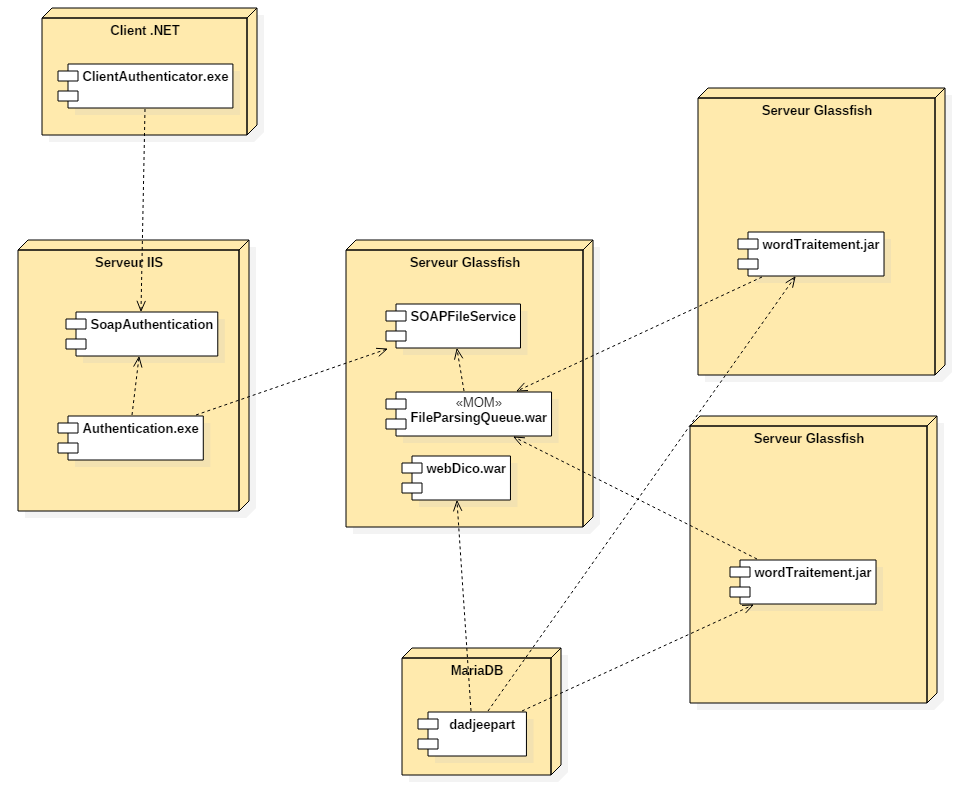 Client .NET
ClientAuthenticator.exe
Serveur IIS
SoapAuthentication
Authentication.exe
Serveur Glassfish
SOAPFileService
«MOM»
FileParsingQueue.war
webDico.war
Serveur Glassfish
wordTraitement.jar
Serveur Glassfish
wordTraitement.jar
MariaDB
dadjeepart